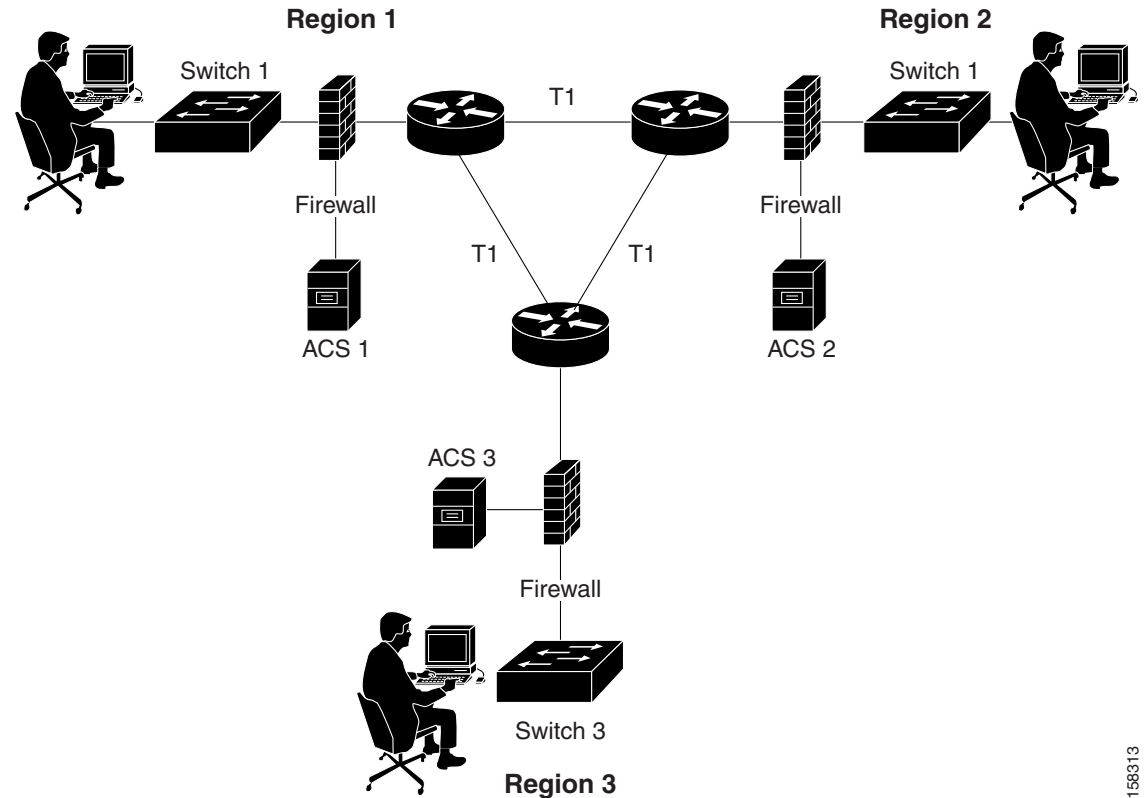 Region 1
Region 2
Switch 1
T1
Switch 1
Firewall
Firewall
T1
T1
ACS 1
ACS 2
ACS 3
Firewall
Switch 3
Region 3
158313